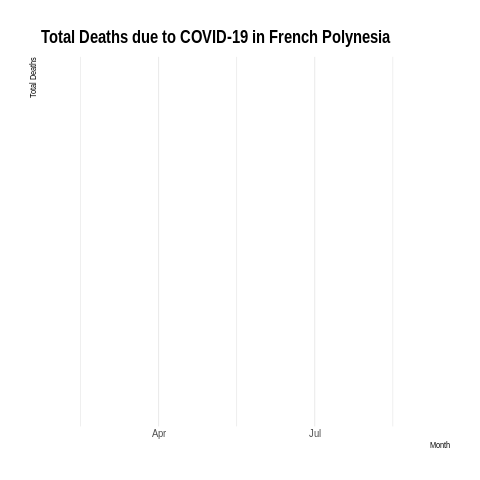 Total Deaths due to COVID-19 in French Polynesia
Total Deaths
Apr
Jul
Month